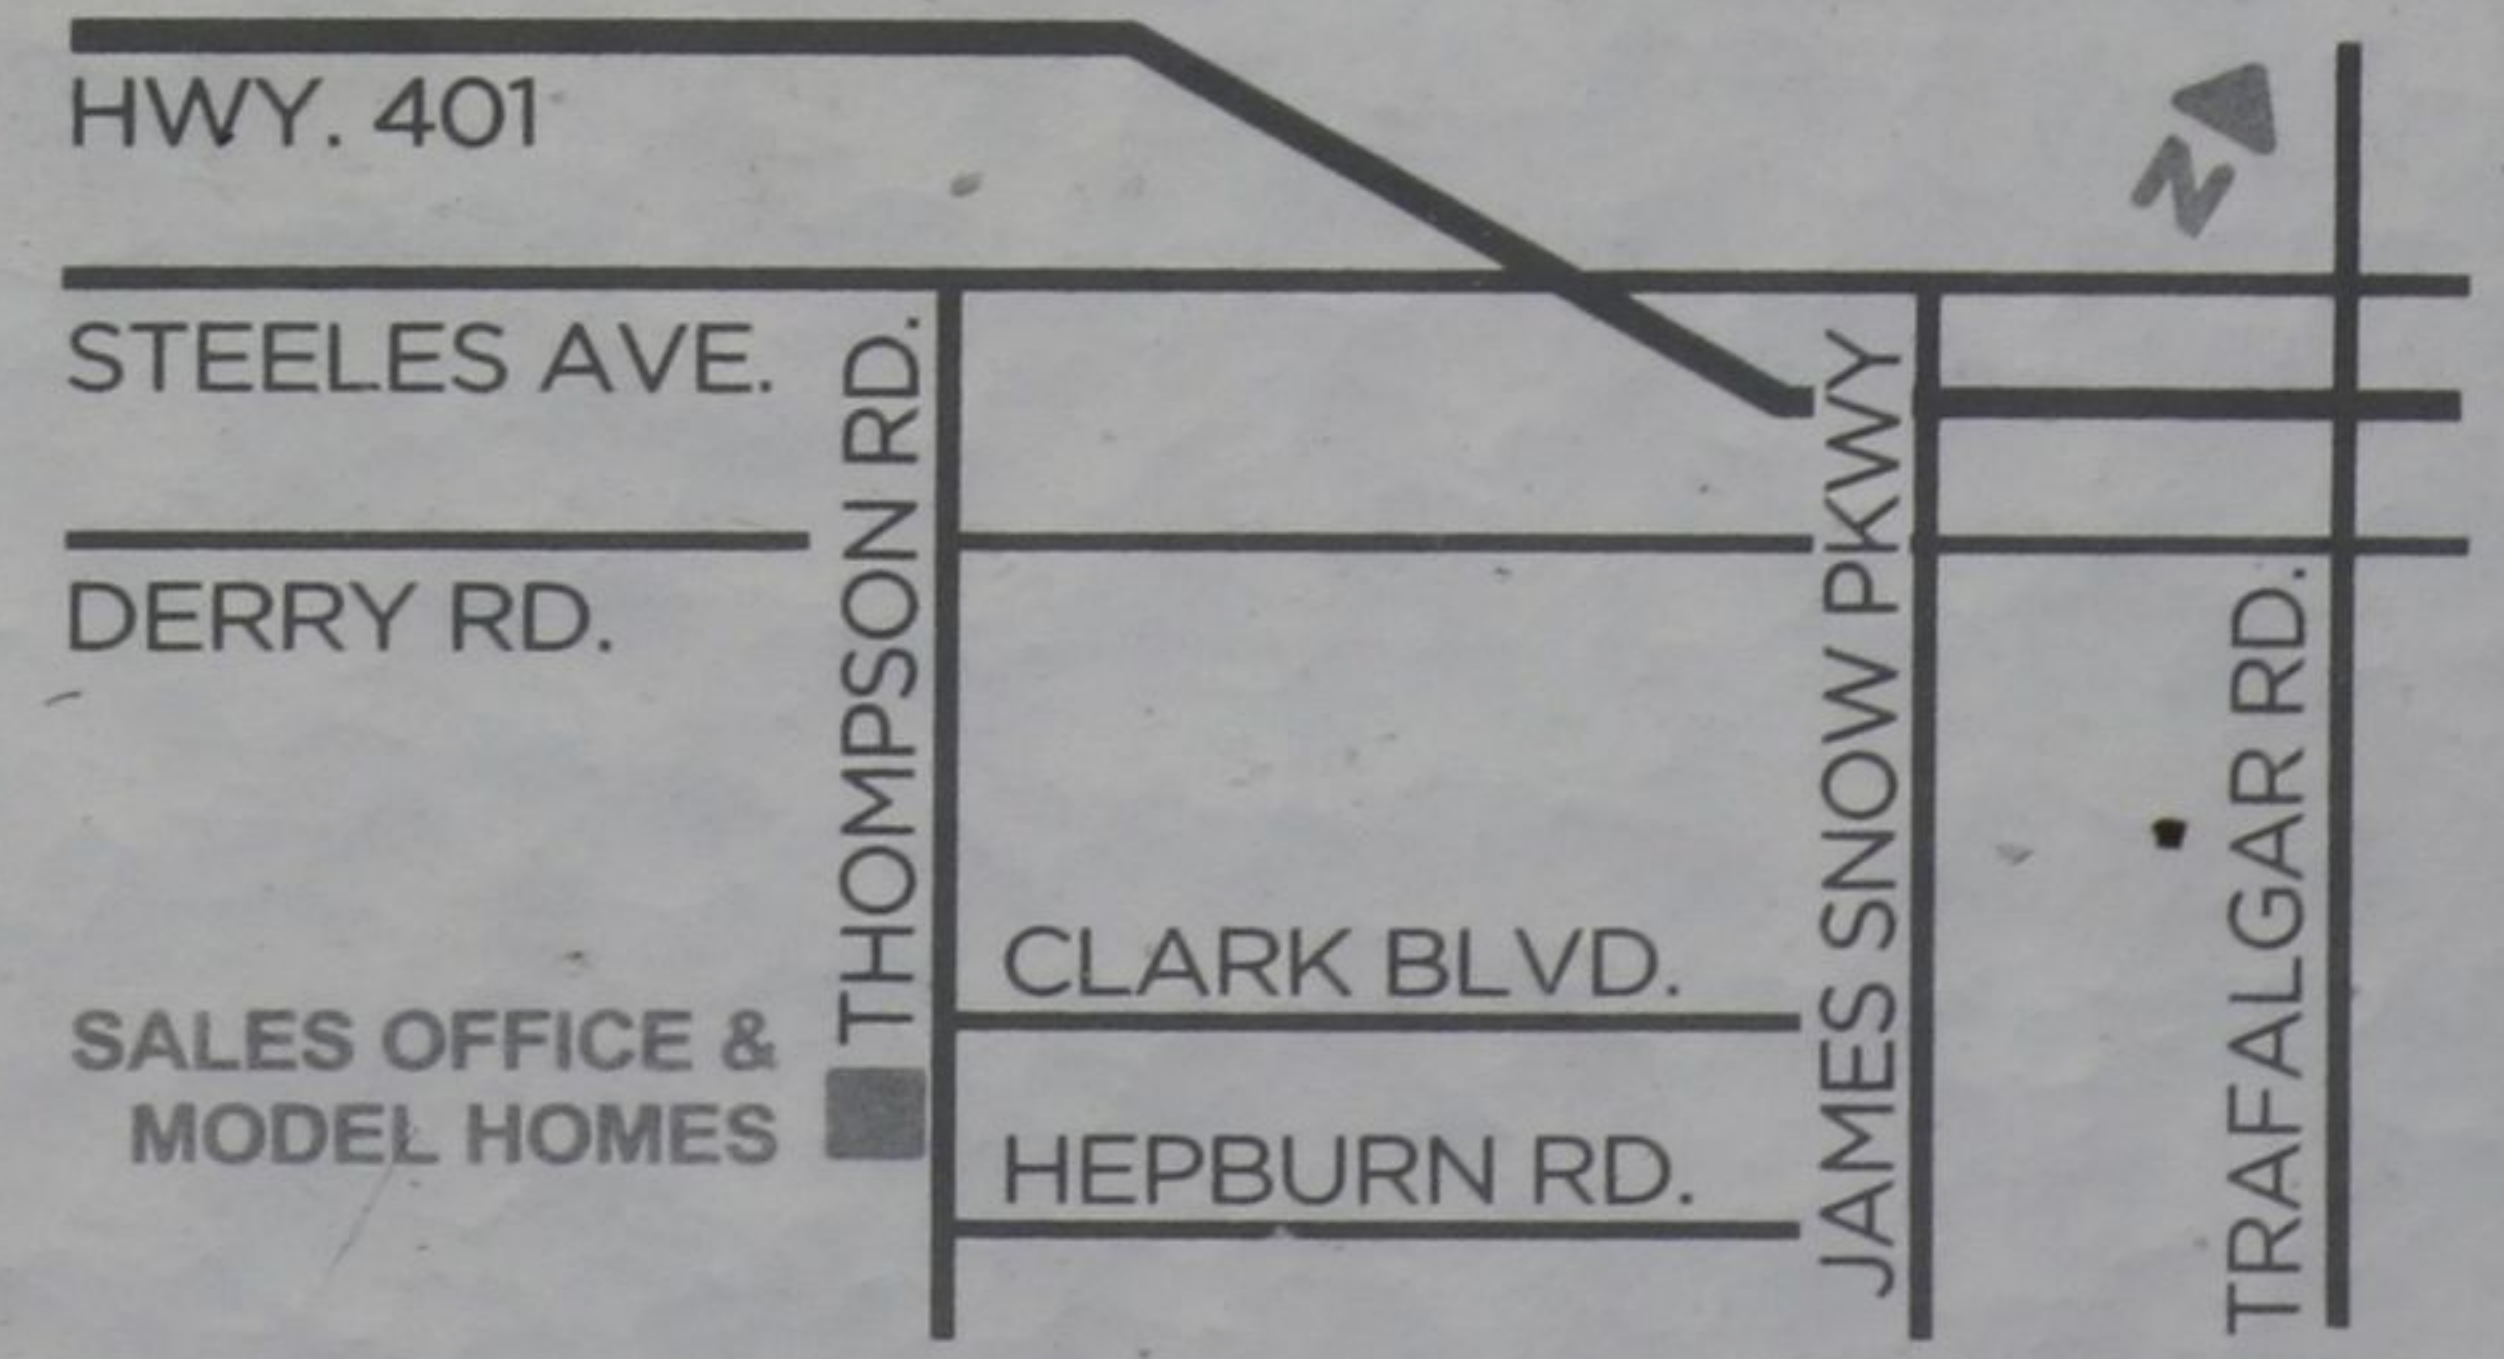 HWY. 401
N
STEELES AVE.
THOMPSON RD.
JAMES SNOW PKWY
DERRY RD.
TRAFALGAR RD.
CLARK BLVD.
SALES OFFICE &
MODEL HOMES
HEPBURN RD.